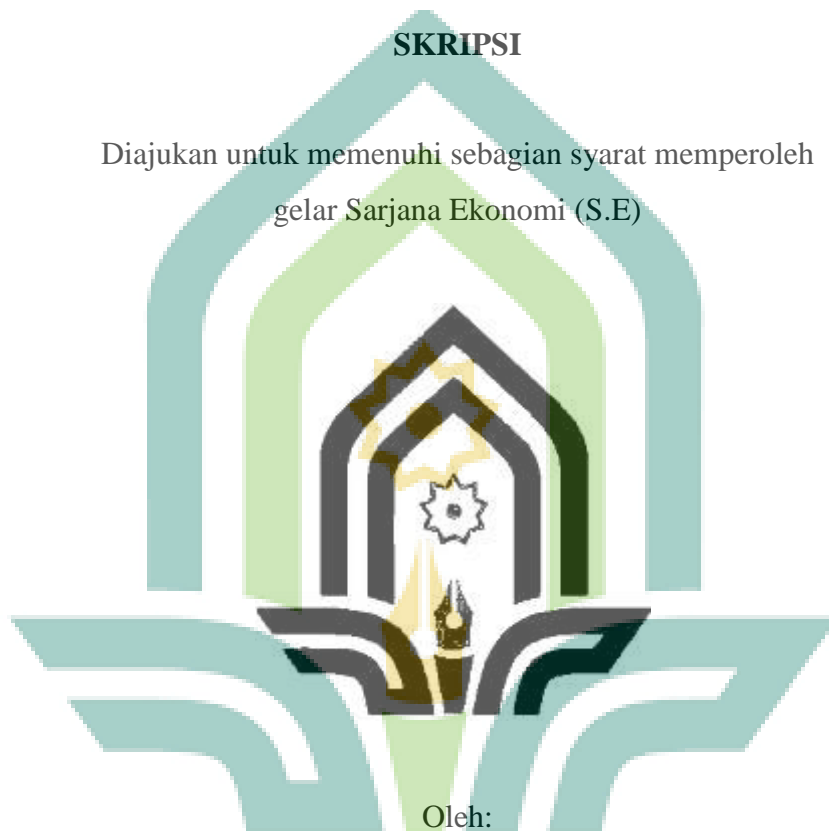 SKRIPSI
Diajukan untuk memenuhi sebagian syarat memperoleh
gelar Sarjana Ekonomi (S.E)
Oleh: